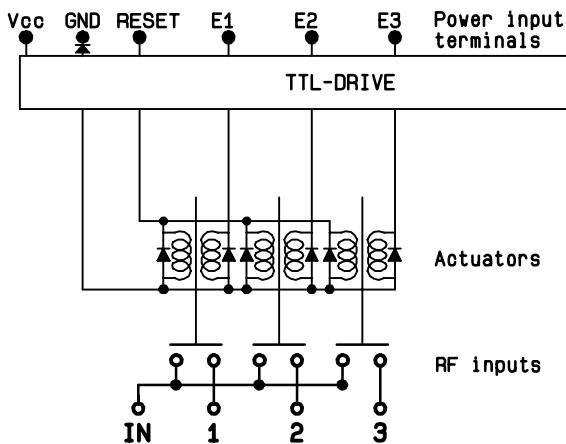 Vcc GND RESET E1 E2 E3 Power input
terminals
TTL-DRIVE
Actuators
RF inputs
IN 1 2 3